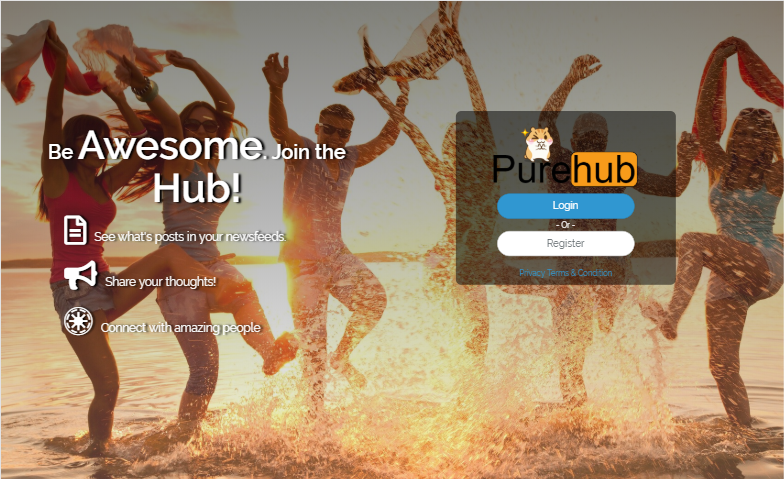 Be Awesome. Join the
Hub!
See what's posts in your newsfeeds.
Share your thoughts!
Connect with amazing people
Purehub
Login
- Or -
Register
Privacy Terms & Condition